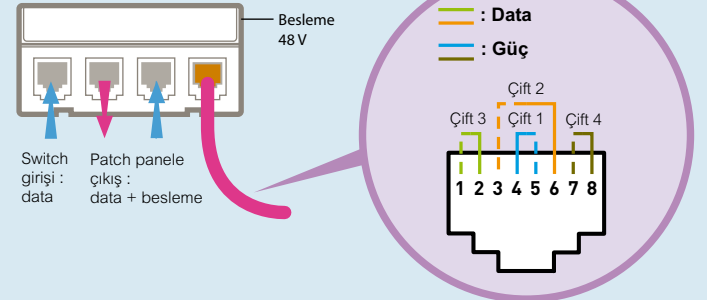 Besleme
48 V
Switch
girişi :
data
Patch panele
çıkış :
data + besleme
: Data
: Güç
Çift 2
Çift 3 Çift 1 Çift 4
1 2 3 4 5 6 7 8